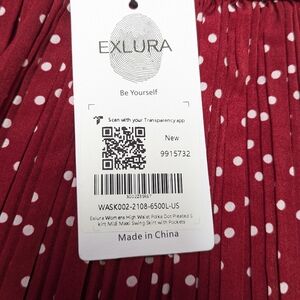 EXLURA
Be Yourself
Scan with your Transparency app
New
9915732
WASK002-2108-6500L-US
Exlura Womens High Waist Polka Dot Pleated S
kirt Midi Maxi Swing Skirt with Pockets
Made in China